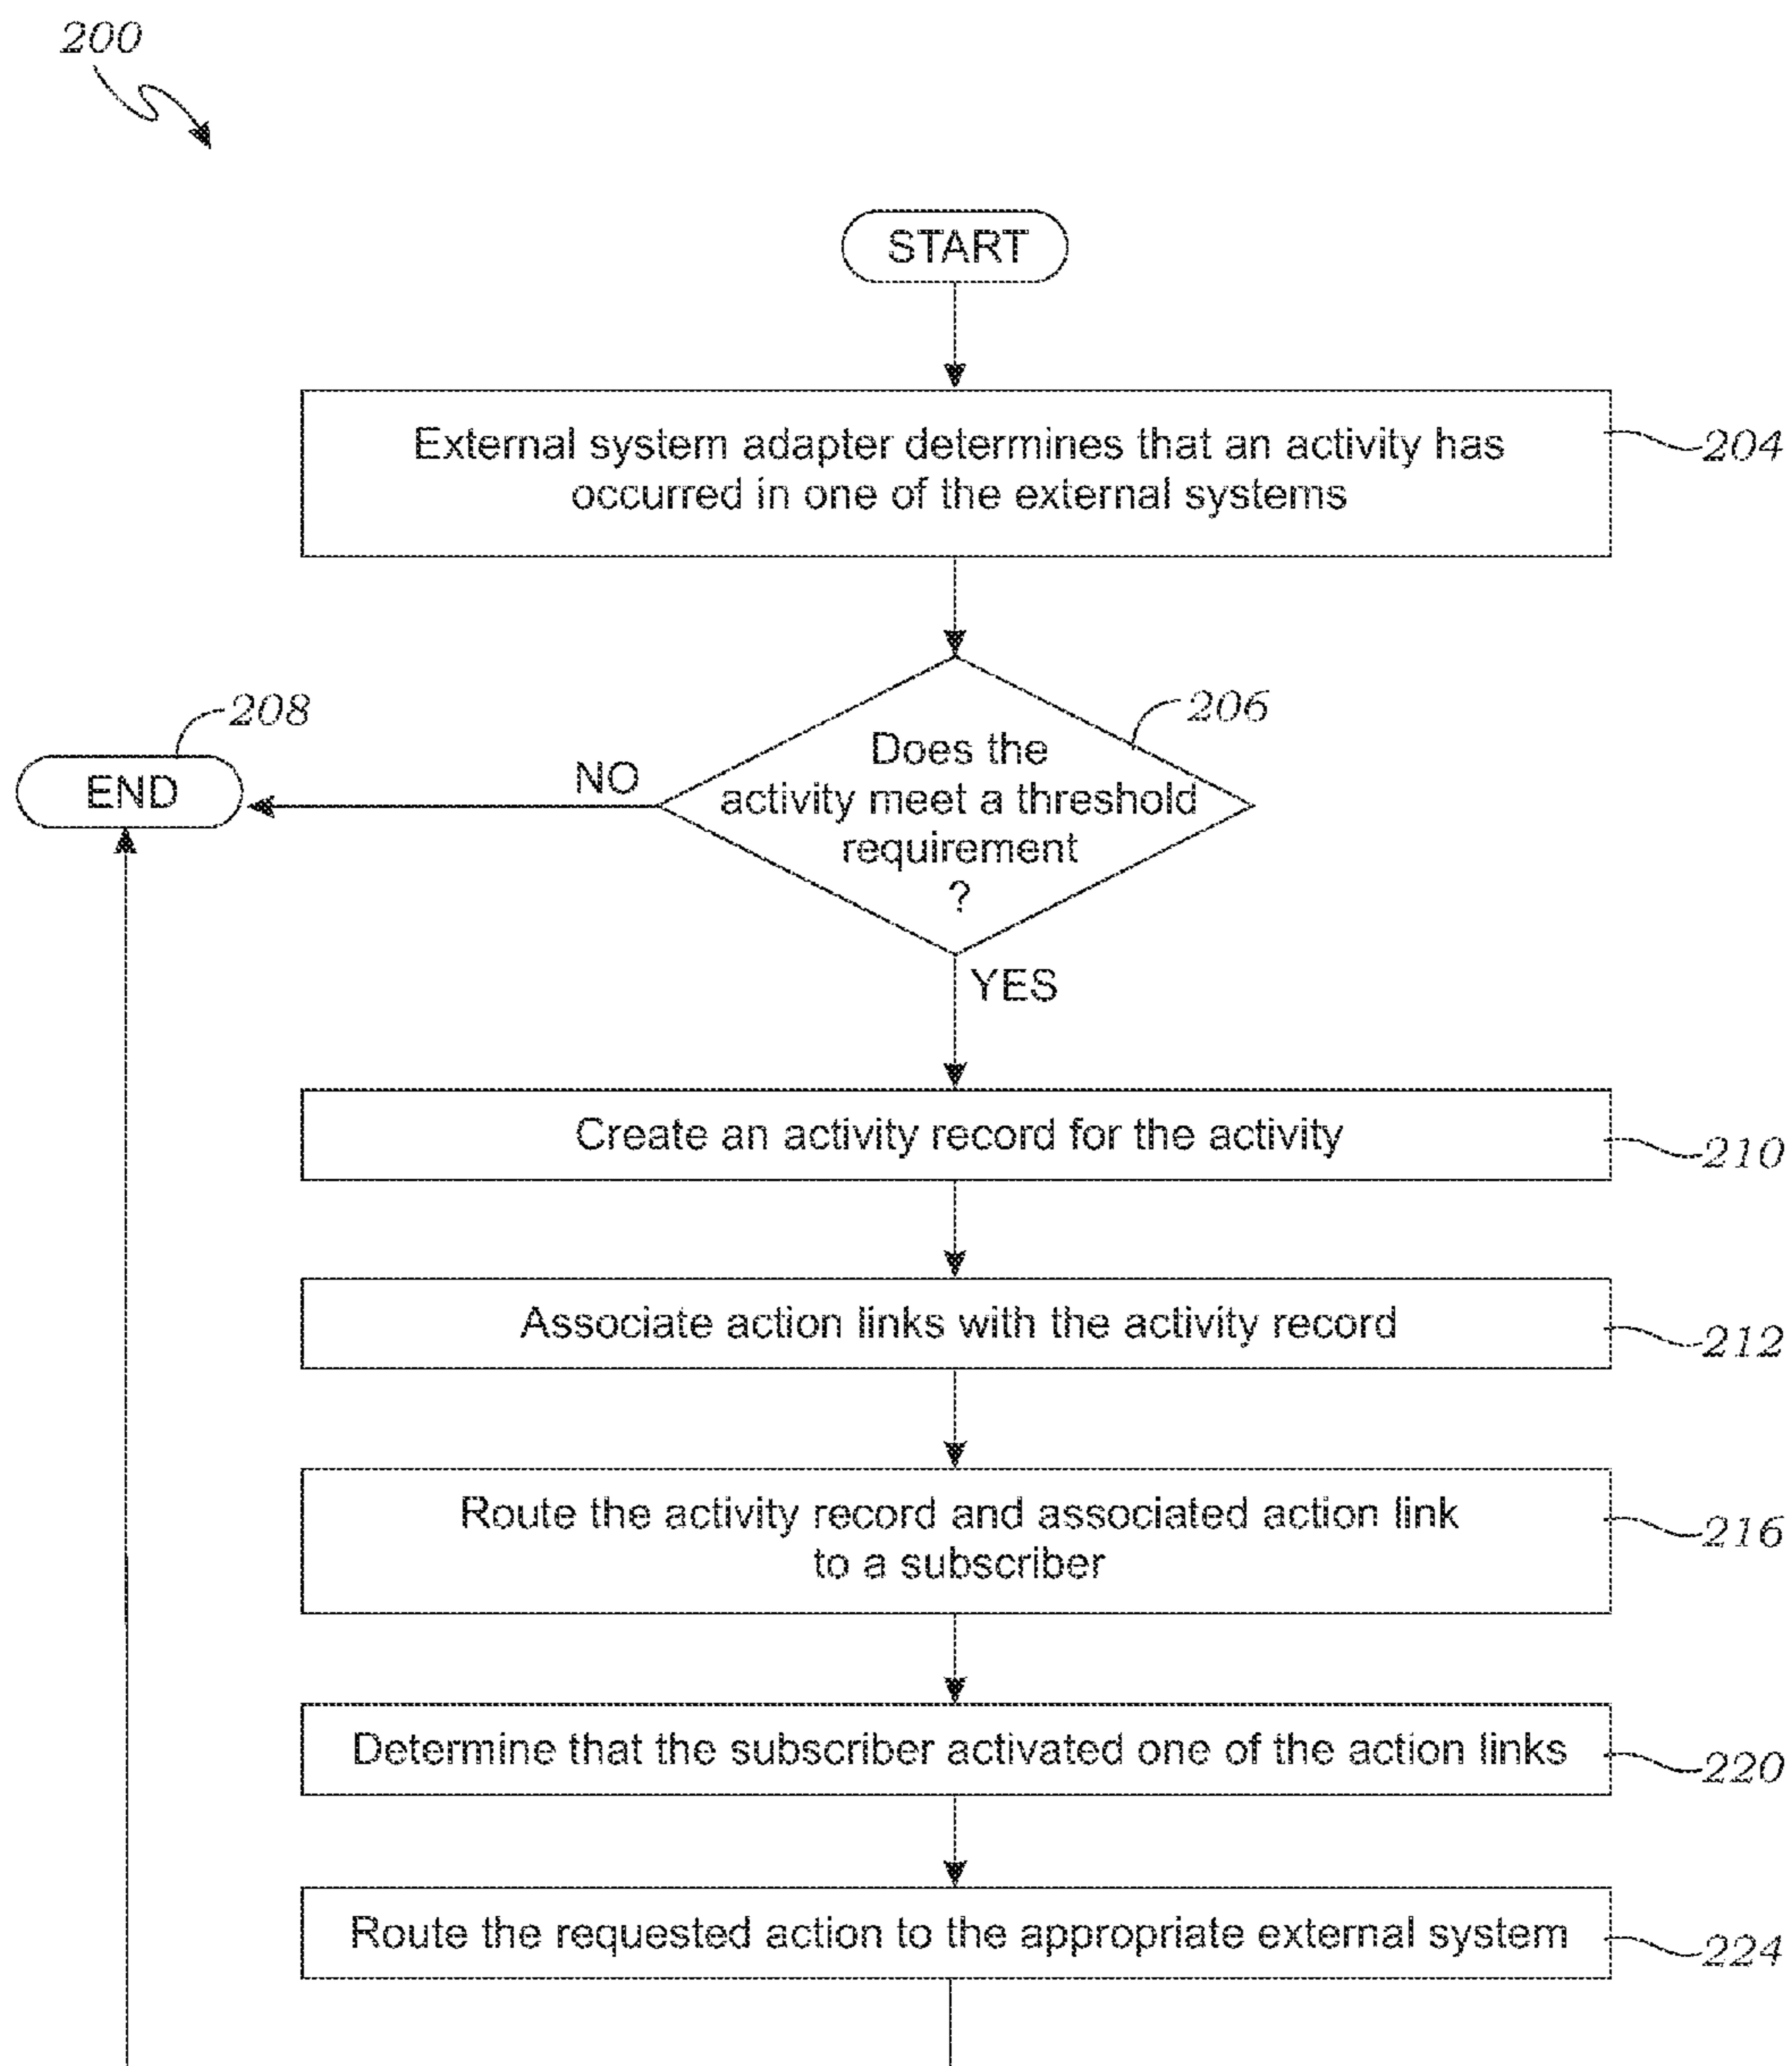 200
START
External system adapter determines that an activity has
occurred in one of the external systems
204
208
END
NO
206
Does the
activity meet a threshold
requirement
?
YES
Create an activity record for the activity
210
Associate action links with the activity record
212
Route the activity record and associated action link
to a subscriber
216
Determine that the subscriber activated one of the action links
220
Route the requested action to the appropriate external system
224